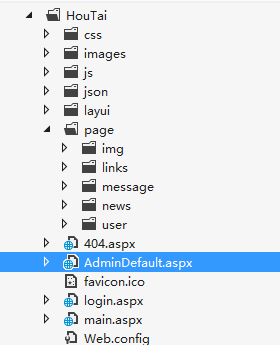 HouTai
css
images
js
json
layui
page
img
links
message
news
user
404.aspx
AdminDefault.aspx
favicon.ico
login.aspx
main.aspx
Web.config